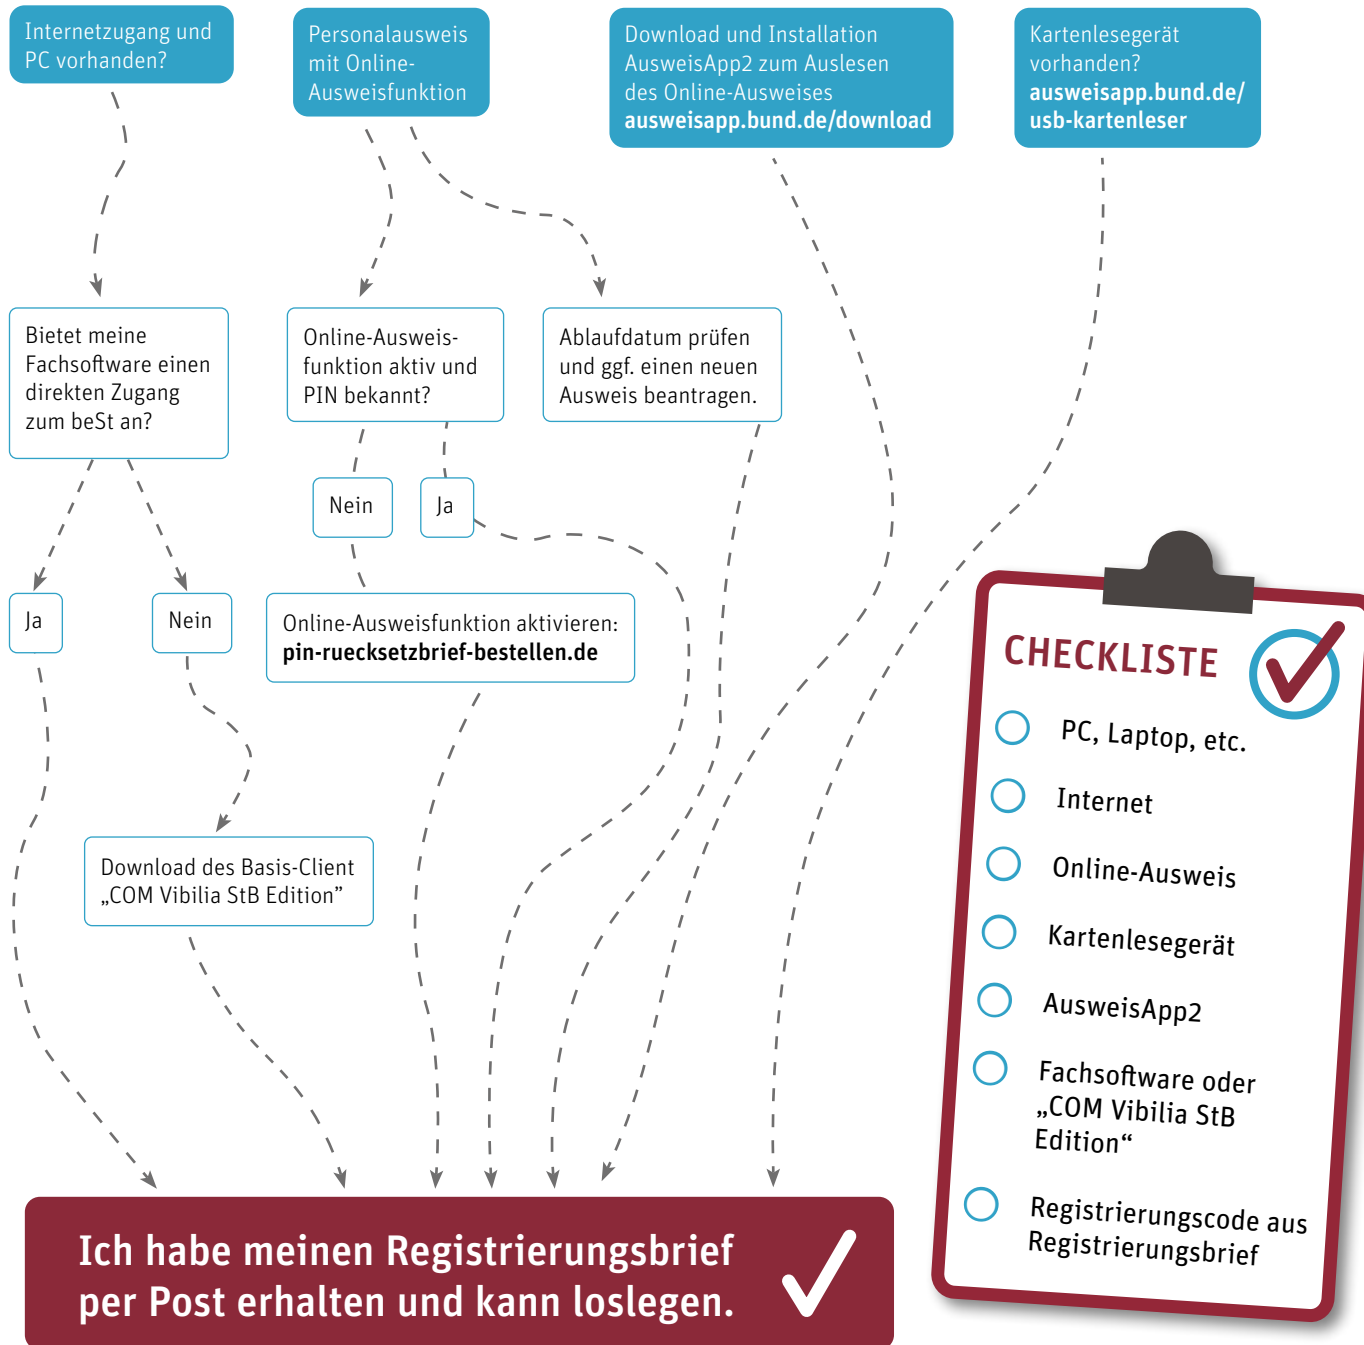 Internetzugang und
PC vorhanden?
Personalausweis
mit Online-
Ausweisfunktion
Download und Installation
AusweisApp2 zum Auslesen
des Online-Ausweises
ausweisapp.bund.de/download
Kartenlesegerät
vorhanden?
ausweisapp.bund.de/
usb-kartenleser
Bietet meine
Fachsoftware einen
direkten Zugang
zum beSt an?
Online-Ausweis-
funktion aktiv und
PIN bekannt?
Ablaufdatum prüfen
und ggf. einen neuen
Ausweis beantragen.
Nein
Ja
Ja
Nein
Online-Ausweisfunktion aktivieren:
pin-ruecksetzbrief-bestellen.de
Download des Basis-Client
„COM Vibilia StB Edition”
Ich habe meinen Registrierungsbrief
per Post erhalten und kann loslegen.
CHECKLISTE
PC, Laptop, etc.
Internet
Online-Ausweis
Kartenlesegerät
AusweisApp2
Fachsoftware oder
„COM Vibilia StB
Edition“
Registrierungscode aus
Registrierungsbrief